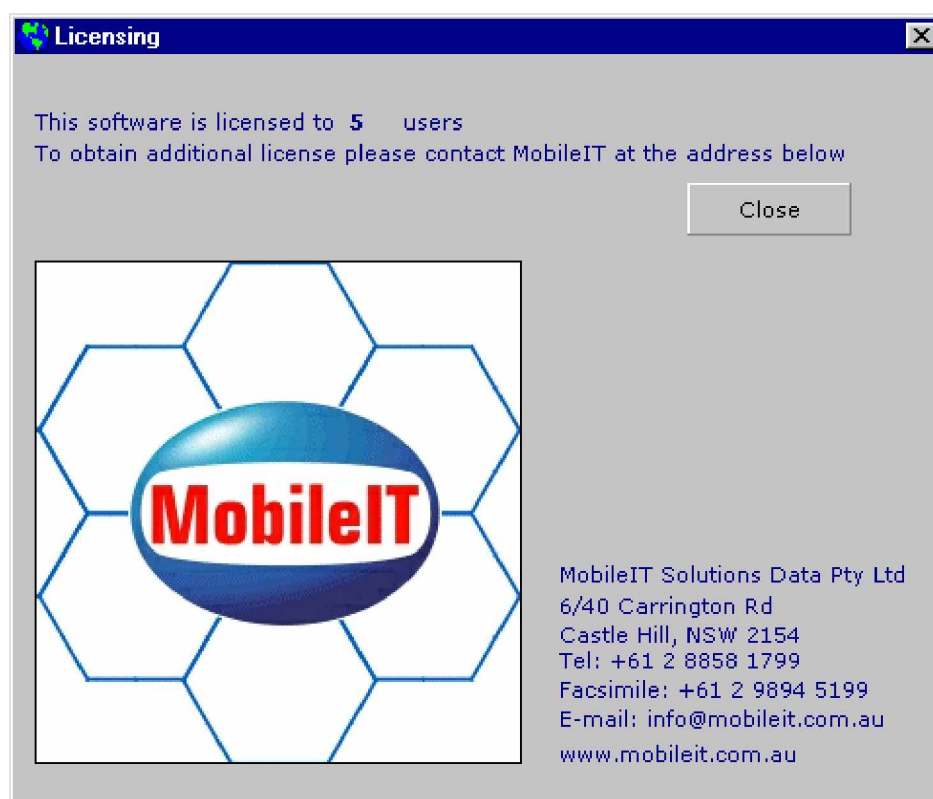 Licensing
This software is licensed to 5 users
To obtain additional license please contact MobileIT at the address below
Close
MobileIT
MobileIT Solutions Data Pty Ltd
6/40 Carrington Rd
Castle Hill, NSW 2154
Tel: +61 2 8858 1799
Facsimile: +61 2 9894 5199
E-mail: info@mobileit.com.au
www.mobileit.com.au